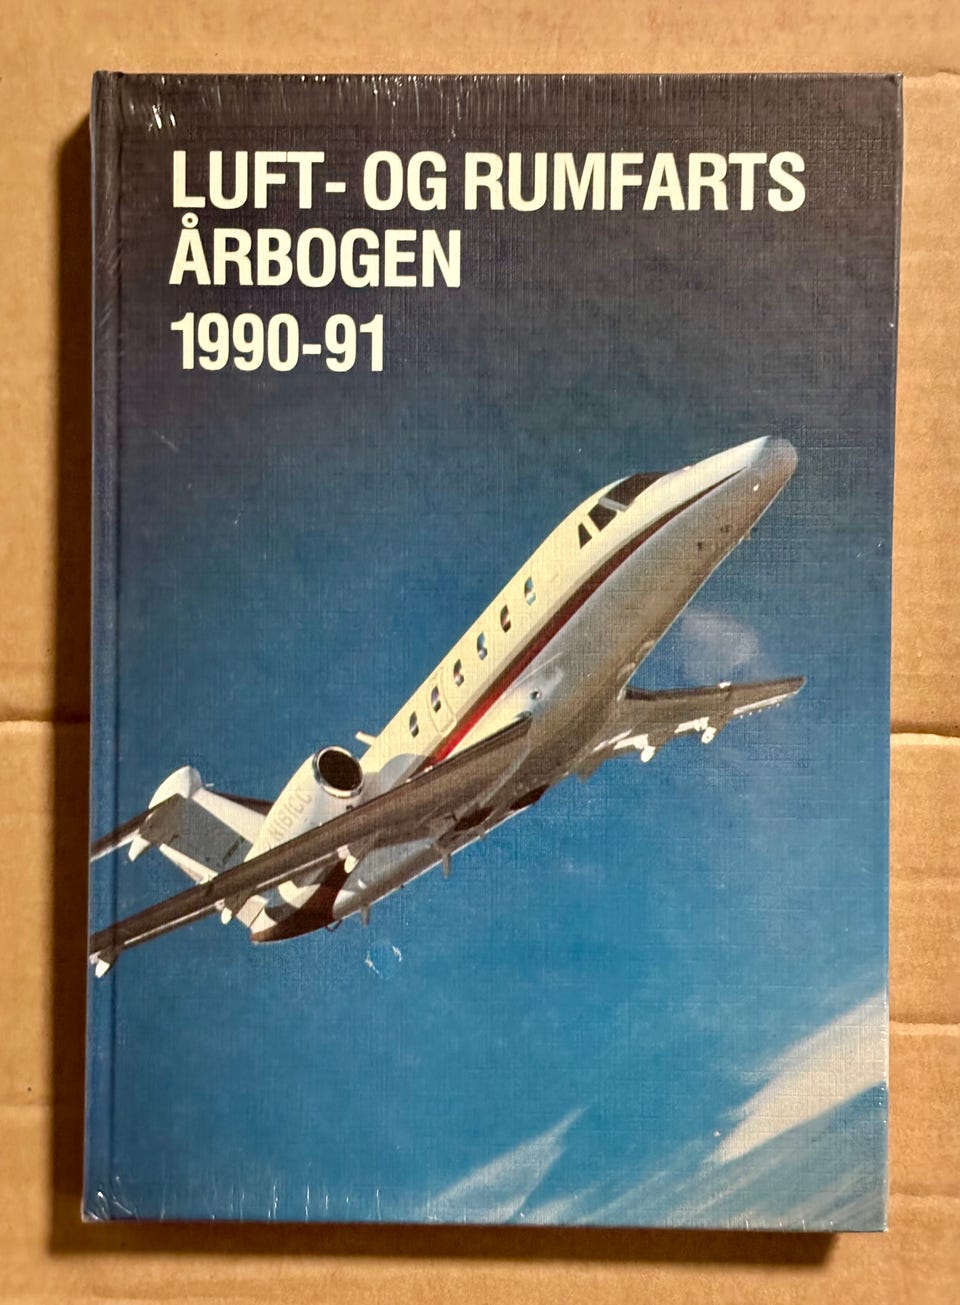 LUFT- OG RUMFARTS
ÅRBOGEN
1990-91